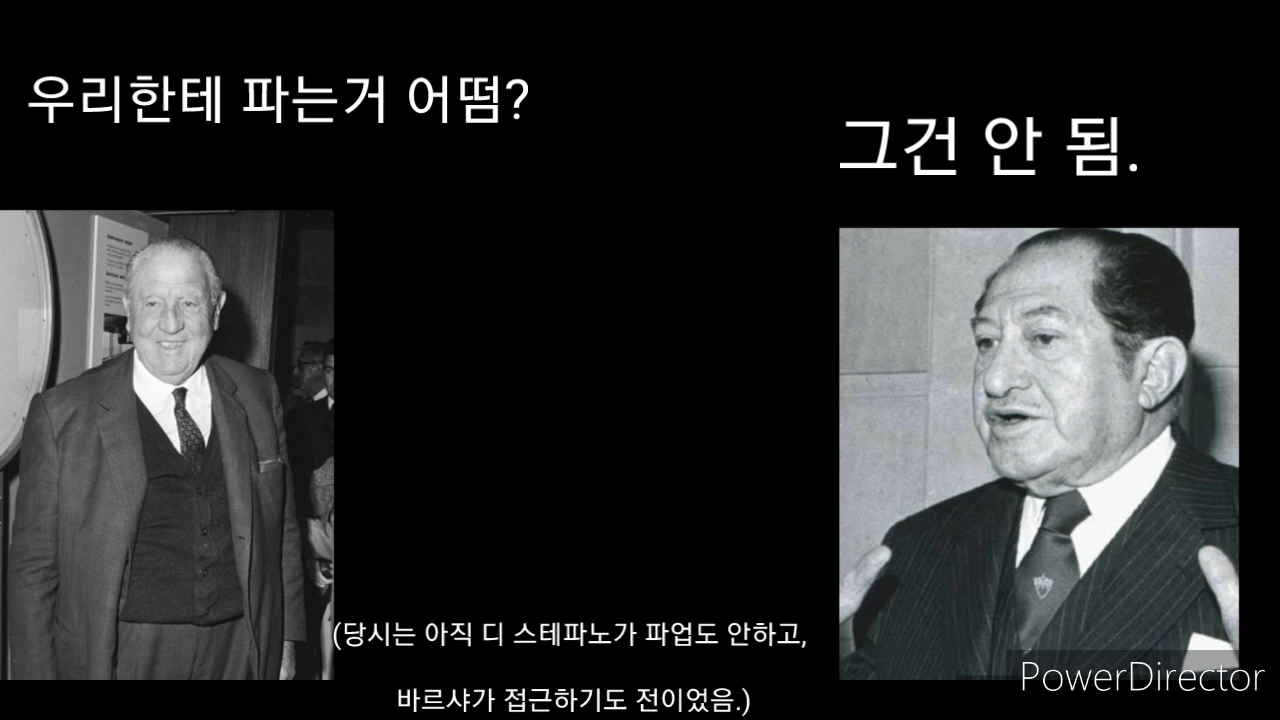 우리한테 파는거 어떰?
그건 안 됨.
(당시는 아직 디 스테파노가 파업도 안하고,
바르샤가 접근하기도 전이었음.)
PowerDirector